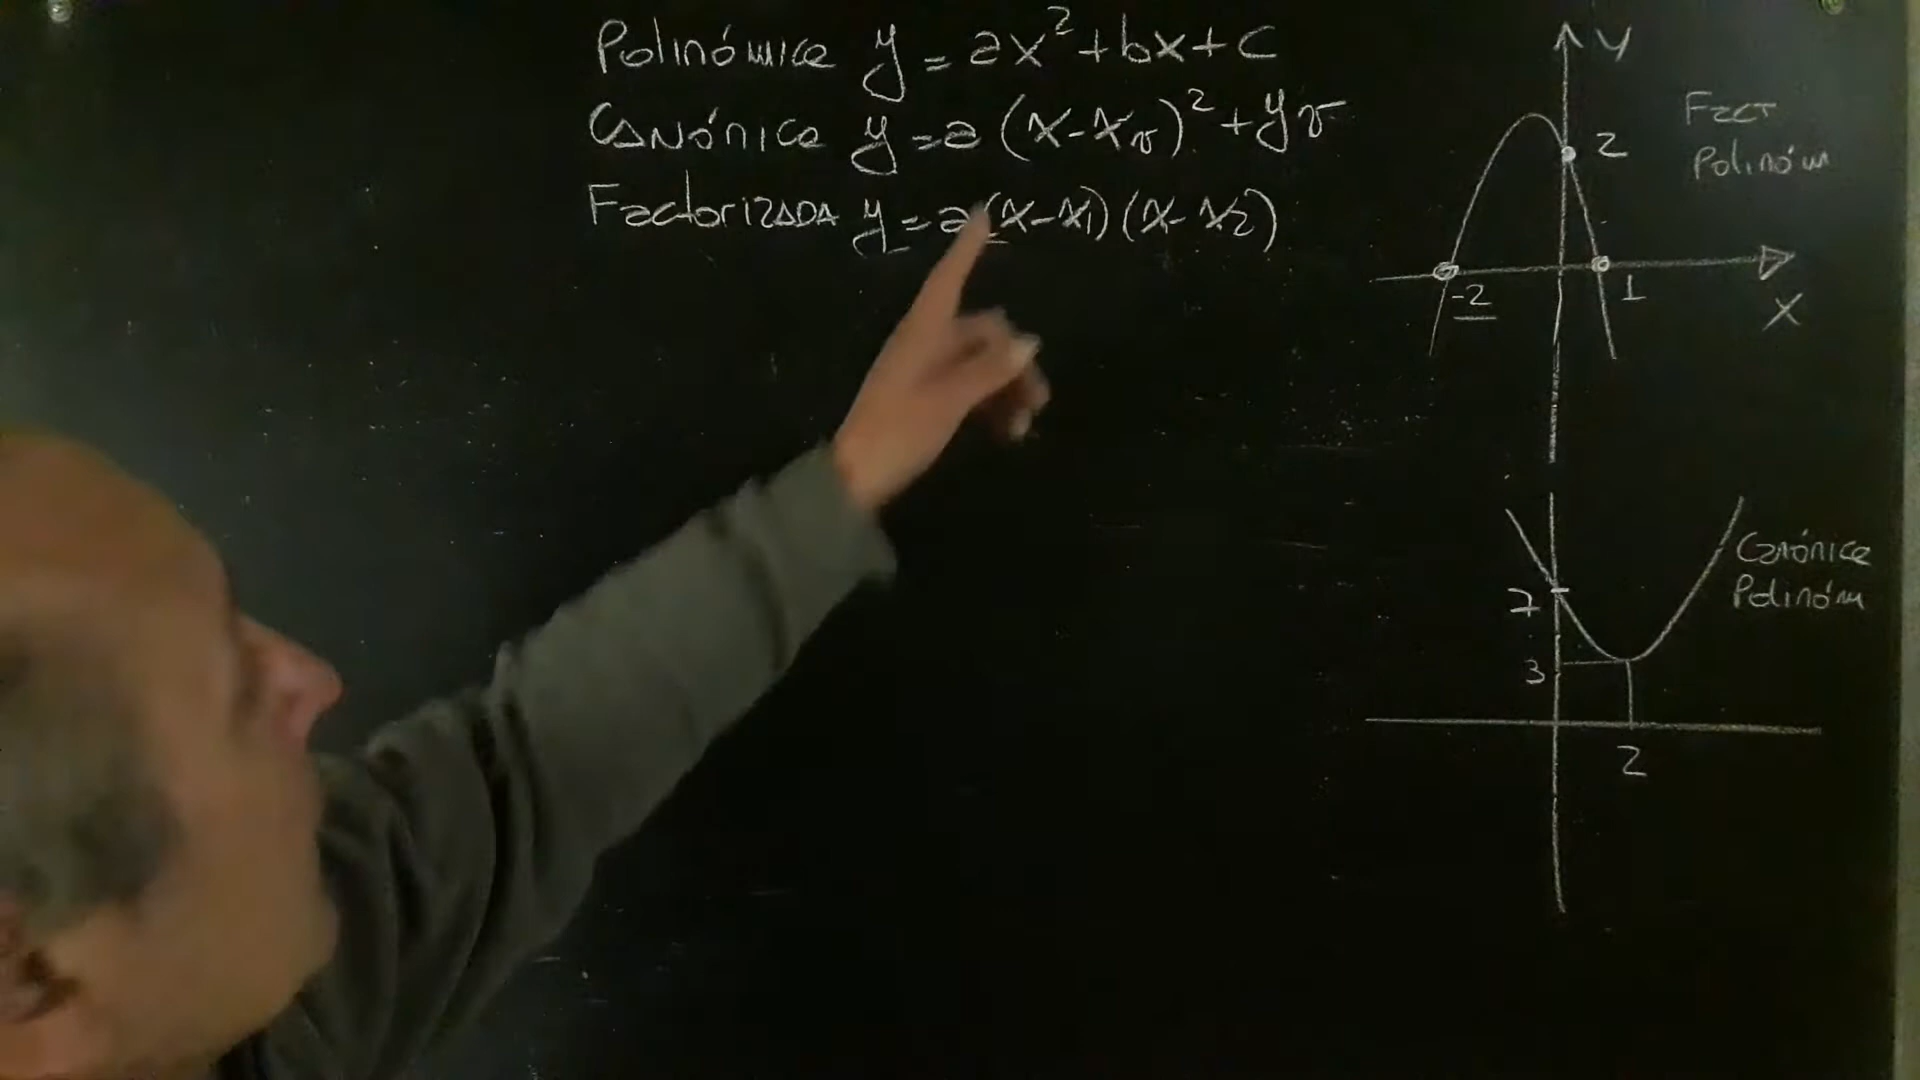 Polinómica y = ax² + bx + c
Canónica y = a (x - xv)² + yv
Factorizada y = a (x - x1) (x - x2)
y
Fact
Polinóm
2
-2
1
x
Canónica
Polinóm
7
3
2